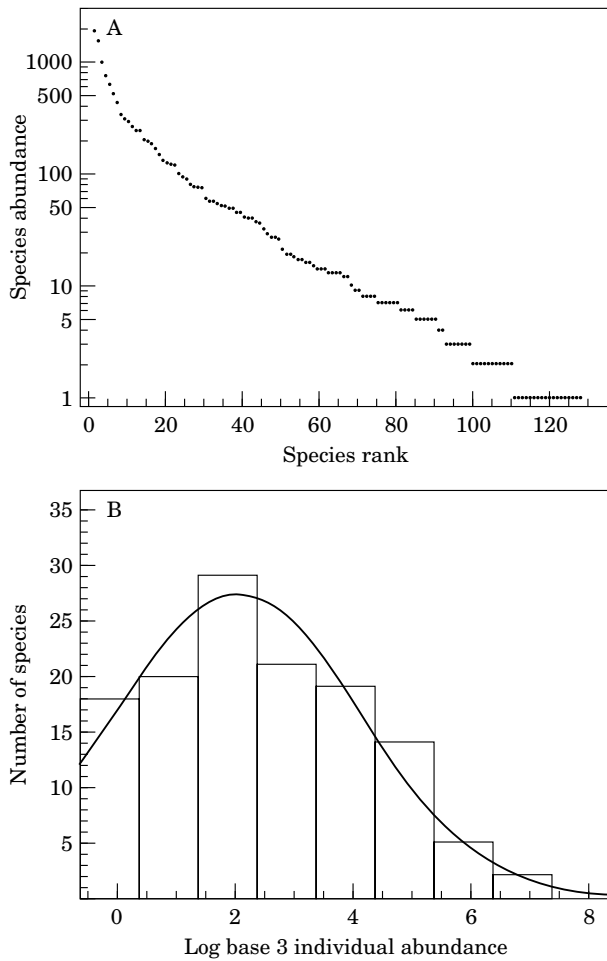 A
1000
500
100
50
10
5
1
Species abundance
0 20 40 60 80 100 120
Species rank
B
35
30
25
20
15
10
5
Number of species
0 2 4 6 8
Log base 3 individual abundance